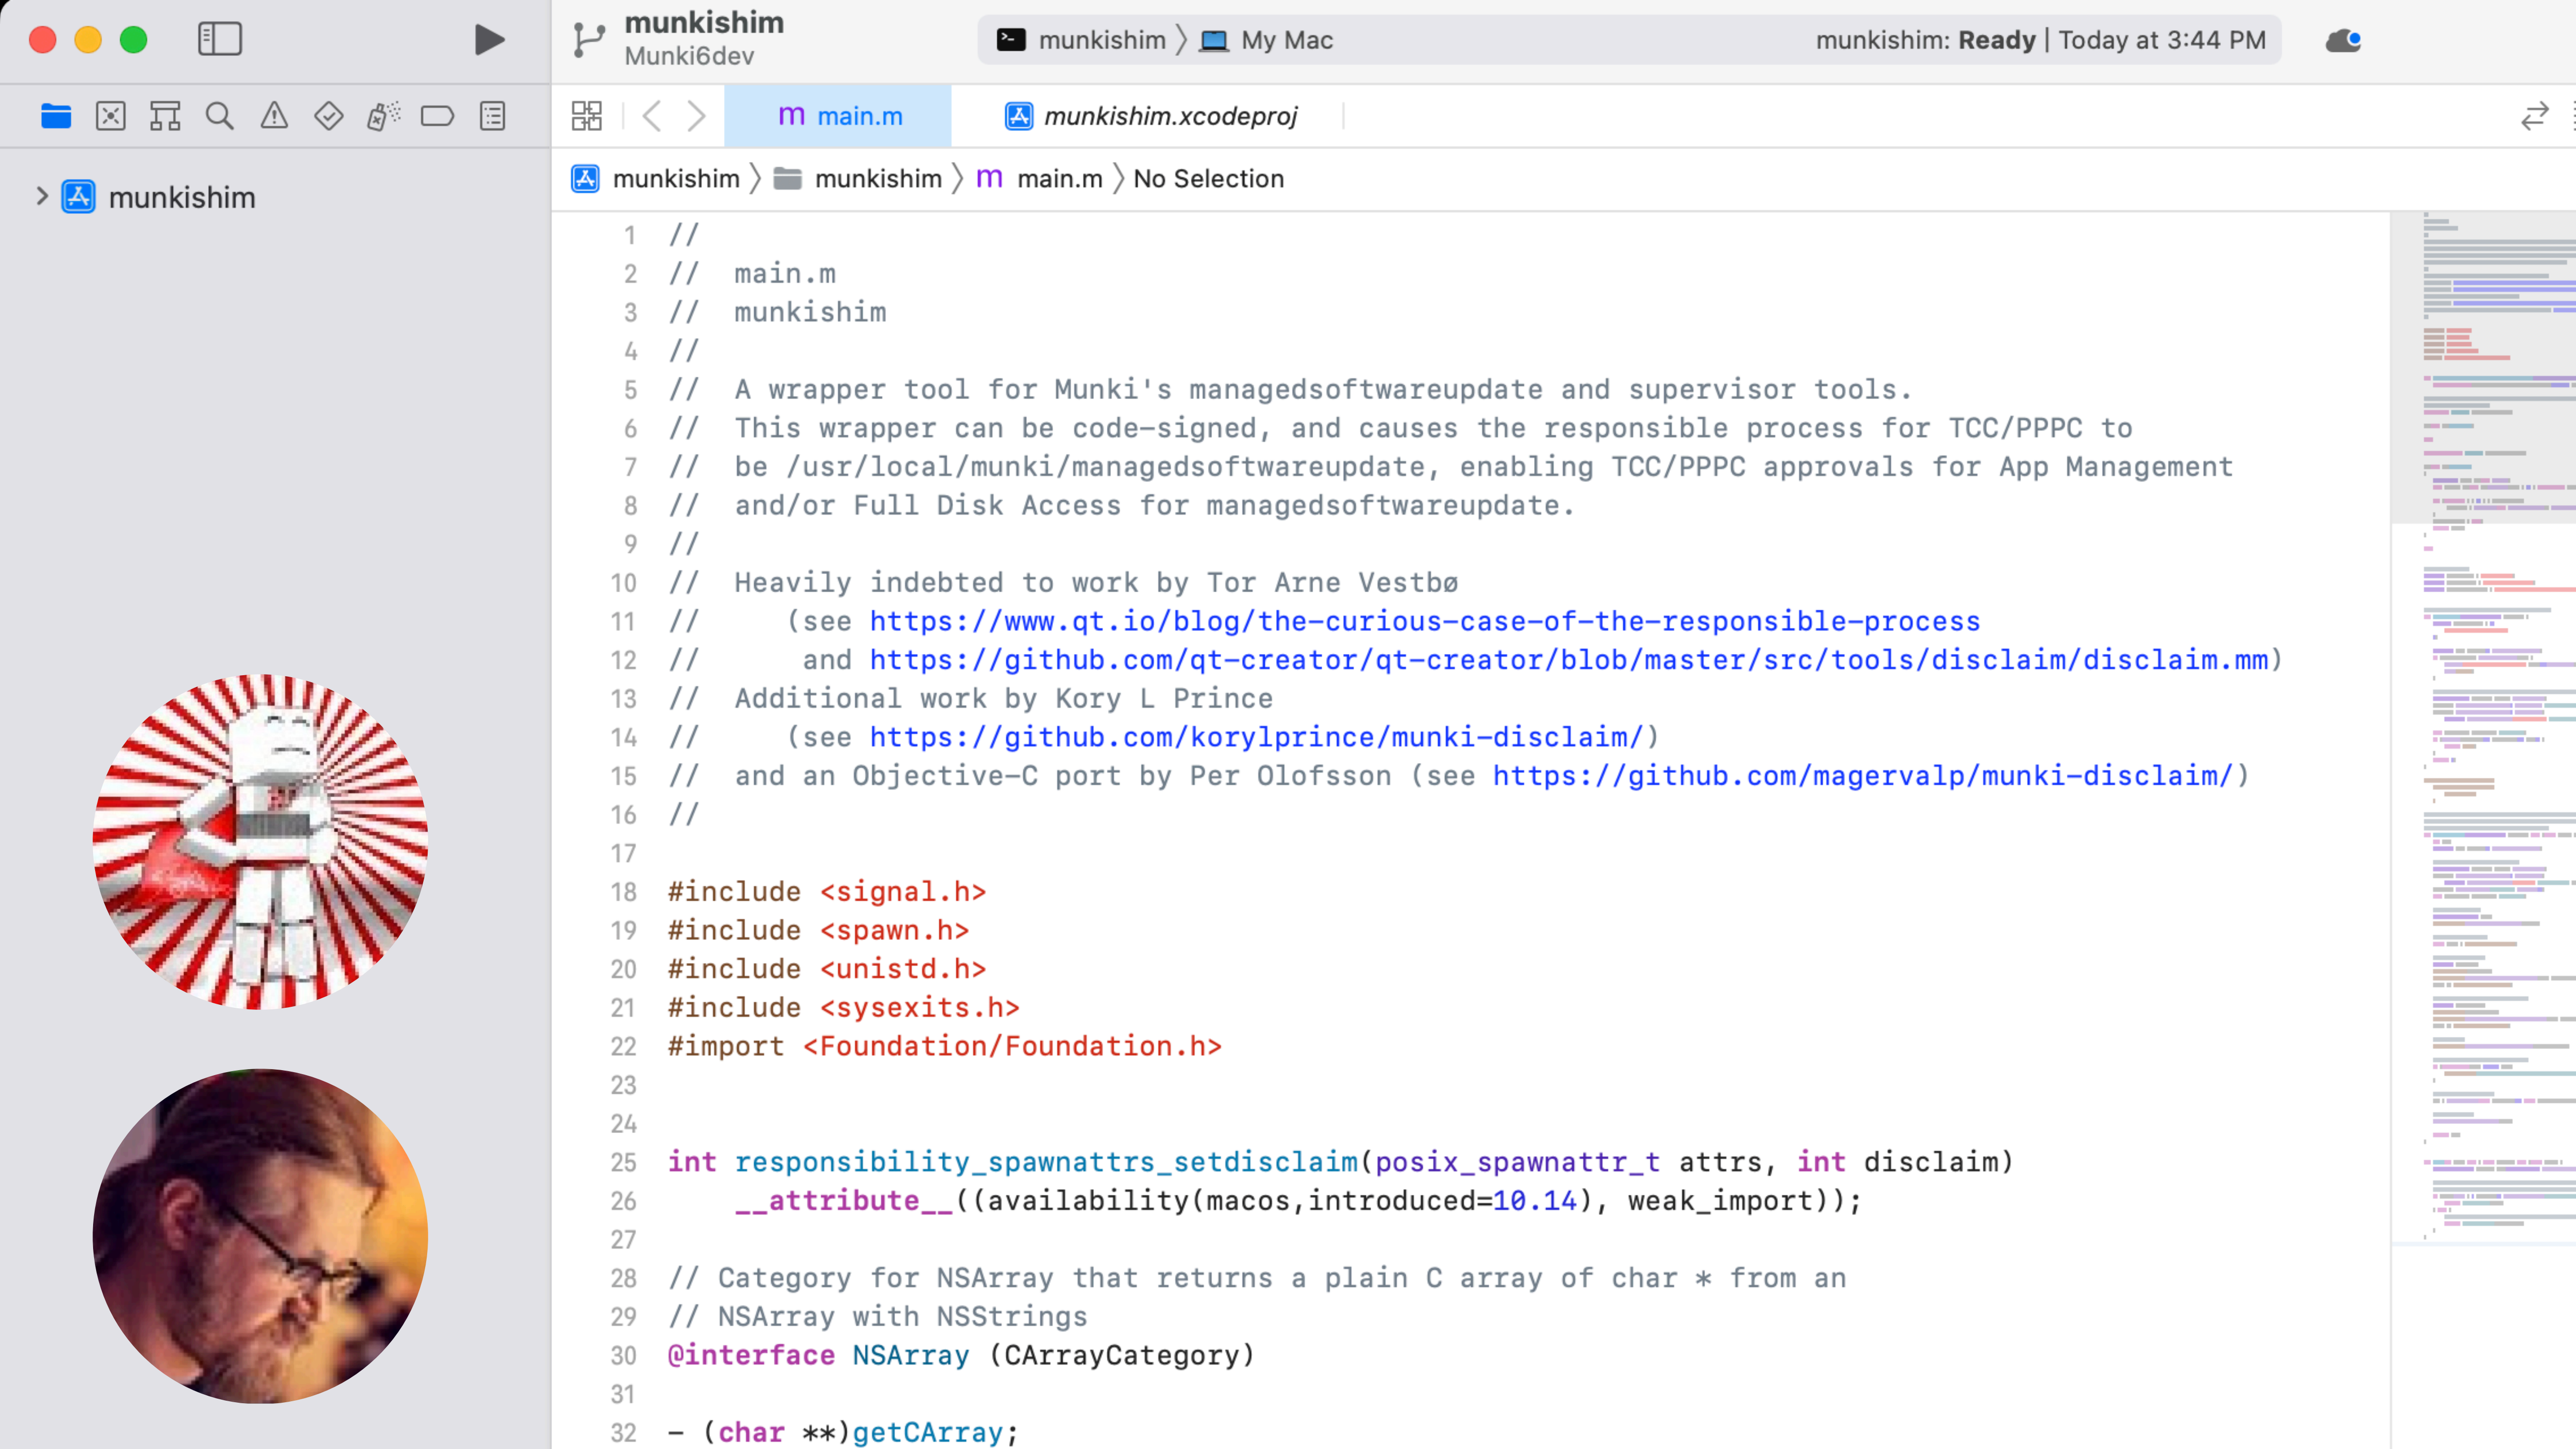 munkishim
Munki6dev
munkishim 〉 My Mac
munkishim: Ready | Today at 3:44 PM
m main.m
munkishim.xcodeproj
munkishim
munkishim 〉 munkishim 〉 m main.m 〉 No Selection
1 //
2 //  main.m
3 //  munkishim
4 //
5 //  A wrapper tool for Munki's managedsoftwareupdate and supervisor tools.
6 //  This wrapper can be code-signed, and causes the responsible process for TCC/PPPC to
7 //  be /usr/local/munki/managedsoftwareupdate, enabling TCC/PPPC approvals for App Management
8 //  and/or Full Disk Access for managedsoftwareupdate.
9 //
10 //  Heavily indebted to work by Tor Arne Vestbø
11 //     (see https://www.qt.io/blog/the-curious-case-of-the-responsible-process
12 //      and https://github.com/qt-creator/qt-creator/blob/master/src/tools/disclaim/disclaim.mm)
13 //  Additional work by Kory L Prince
14 //     (see https://github.com/korylprince/munki-disclaim/)
15 //  and an Objective-C port by Per Olofsson (see https://github.com/magervalp/munki-disclaim/)
16 //
17
18 #include <signal.h>
19 #include <spawn.h>
20 #include <unistd.h>
21 #include <sysexits.h>
22 #import <Foundation/Foundation.h>
23
24
25 int responsibility_spawnattrs_setdisclaim(posix_spawnattr_t attrs, int disclaim)
26     __attribute__((availability(macos,introduced=10.14), weak_import));
27
28 // Category for NSArray that returns a plain C array of char * from an
29 // NSArray with NSStrings
30 @interface NSArray (CArrayCategory)
31
32 - (char **)getCArray;